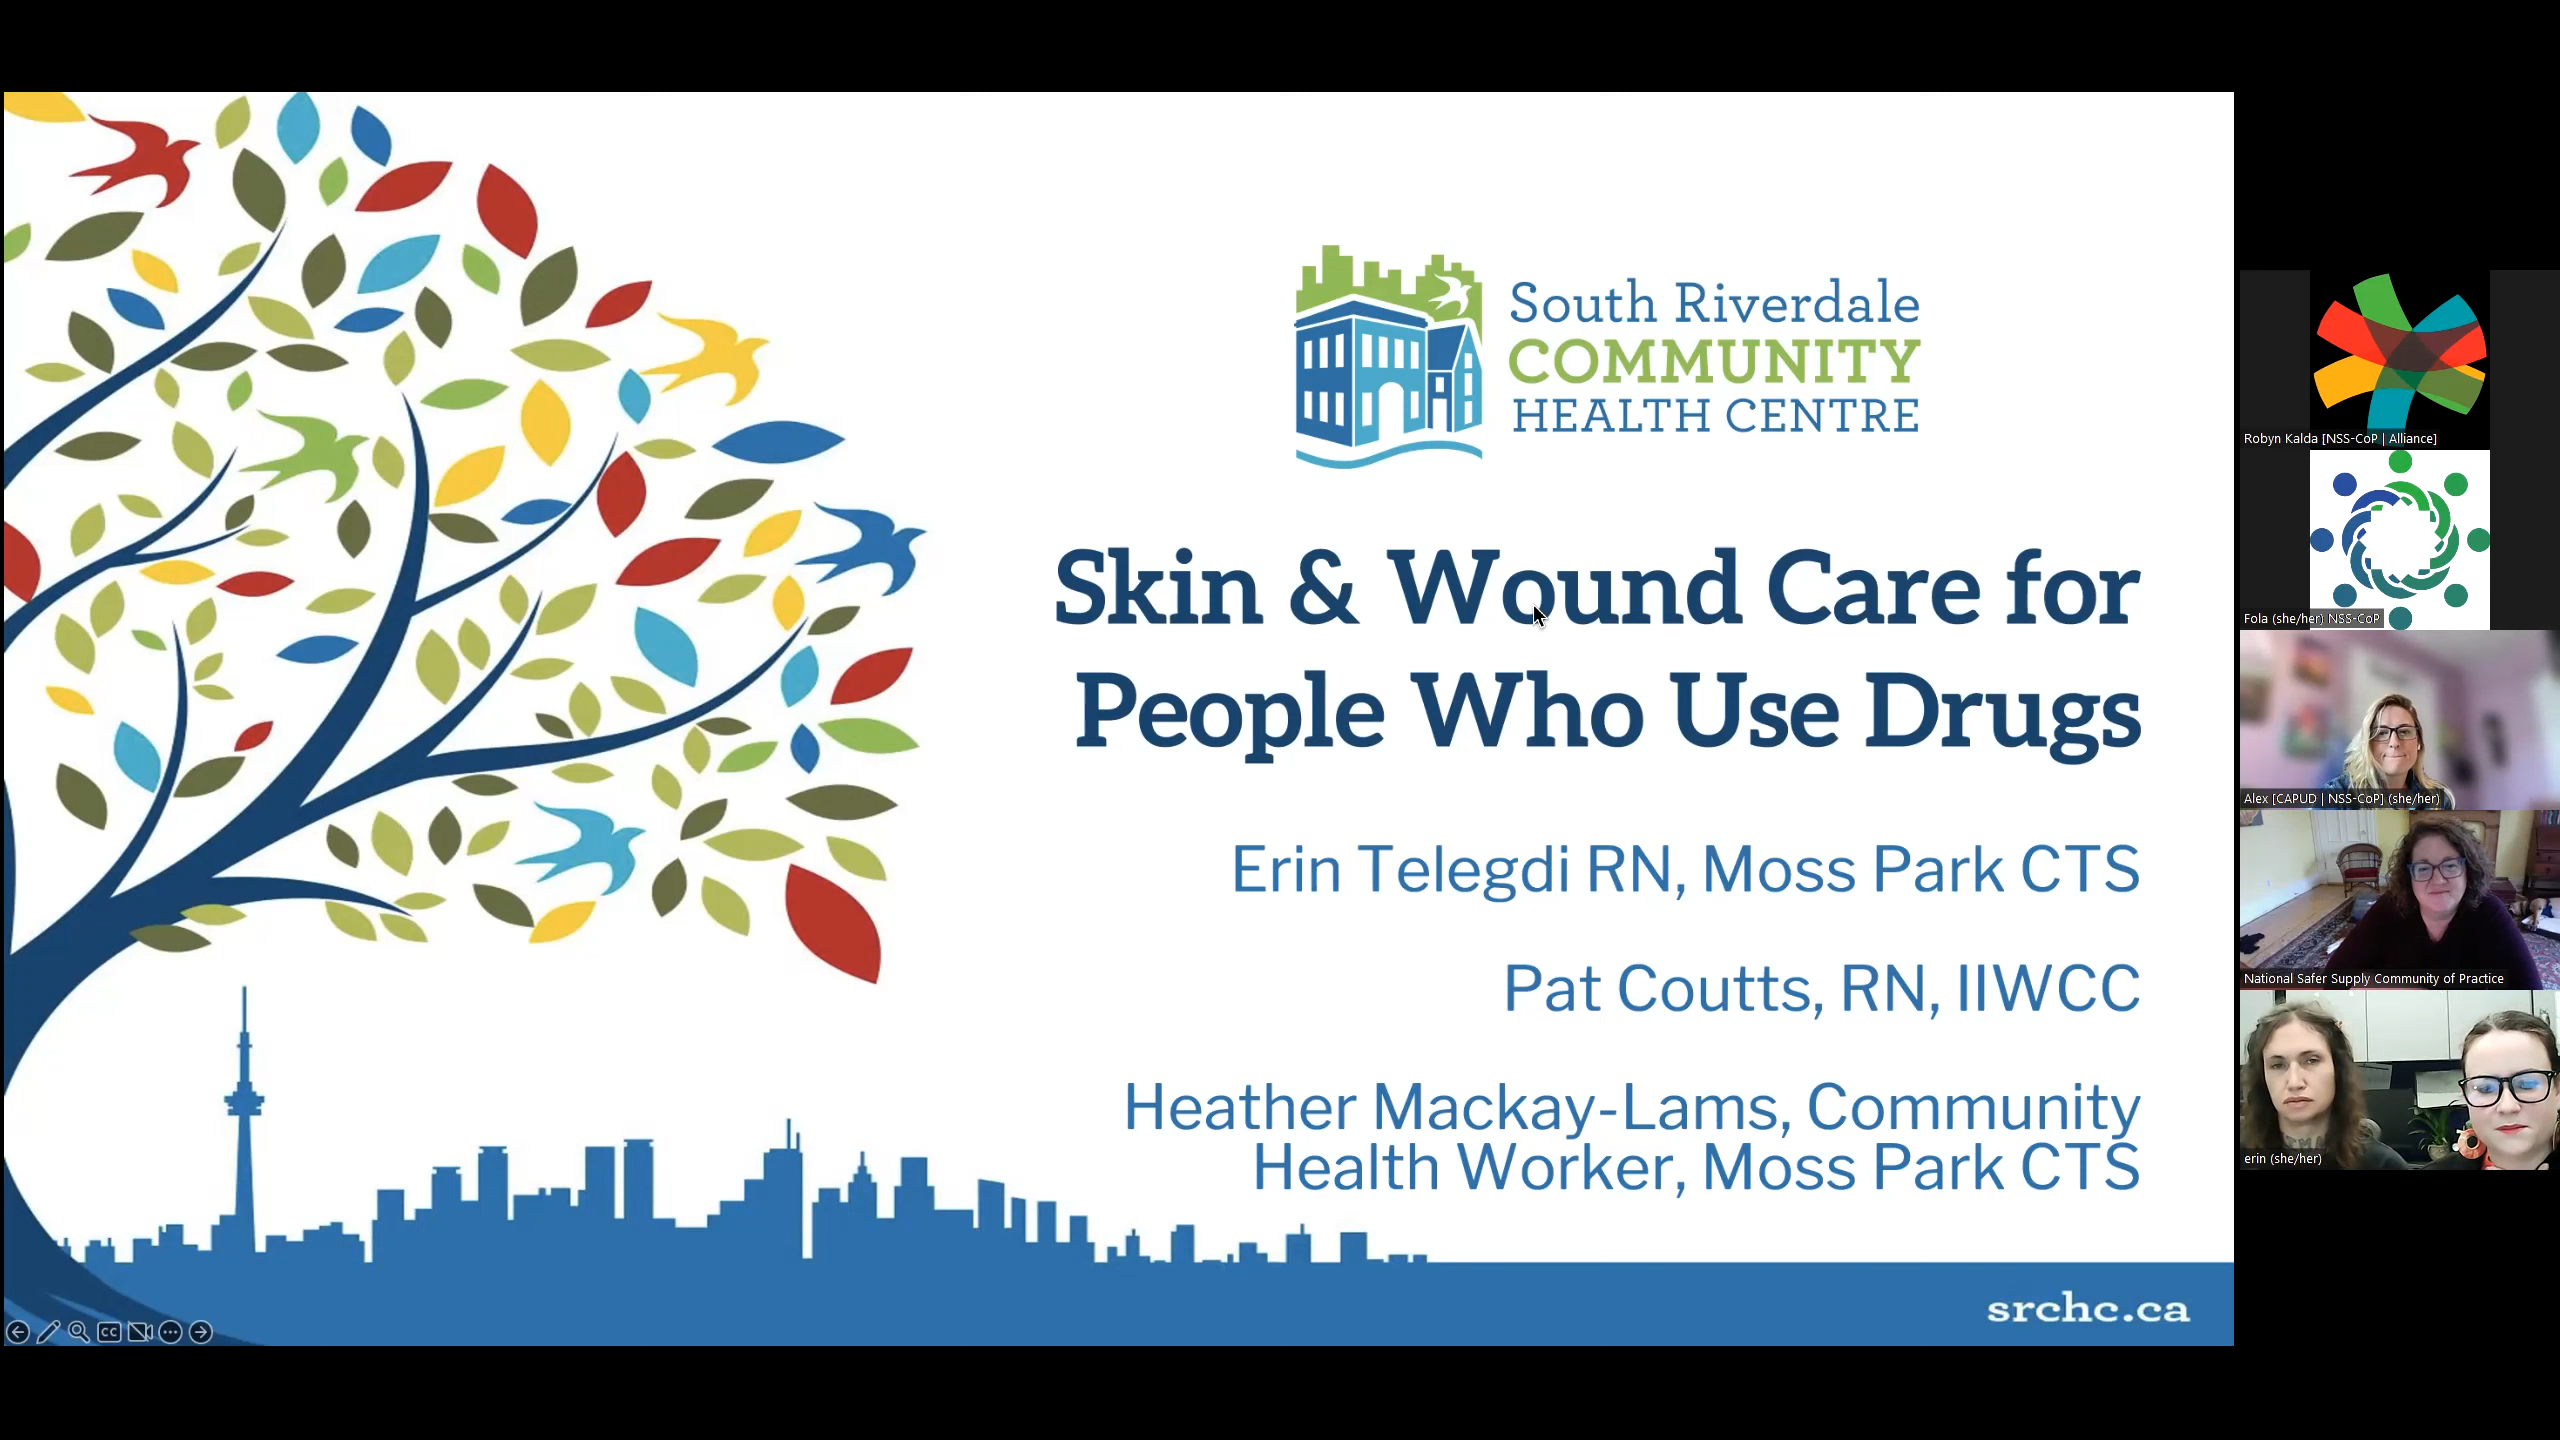 South Riverdale
COMMUNITY
HEALTH CENTRE
Skin & Wound Care for
People Who Use Drugs
Erin Telegdi RN, Moss Park CTS
Pat Coutts, RN, IIWCC
Heather Mackay-Lams, Community
Health Worker, Moss Park CTS
srchc.ca
CC
Robyn Kalda [NSS-CoP | Alliance]
Fola (she/her) NSS-CoP
Alex [CAPUD | NSS-CoP] (she/her)
National Safer Supply Community of Practice
erin (she/her)